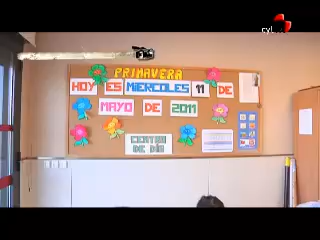 cyl
PRIMAVERA
HOY ES MIERCOLES 11 DE
MAYO DE 2011
CENTRO
DE DÍA